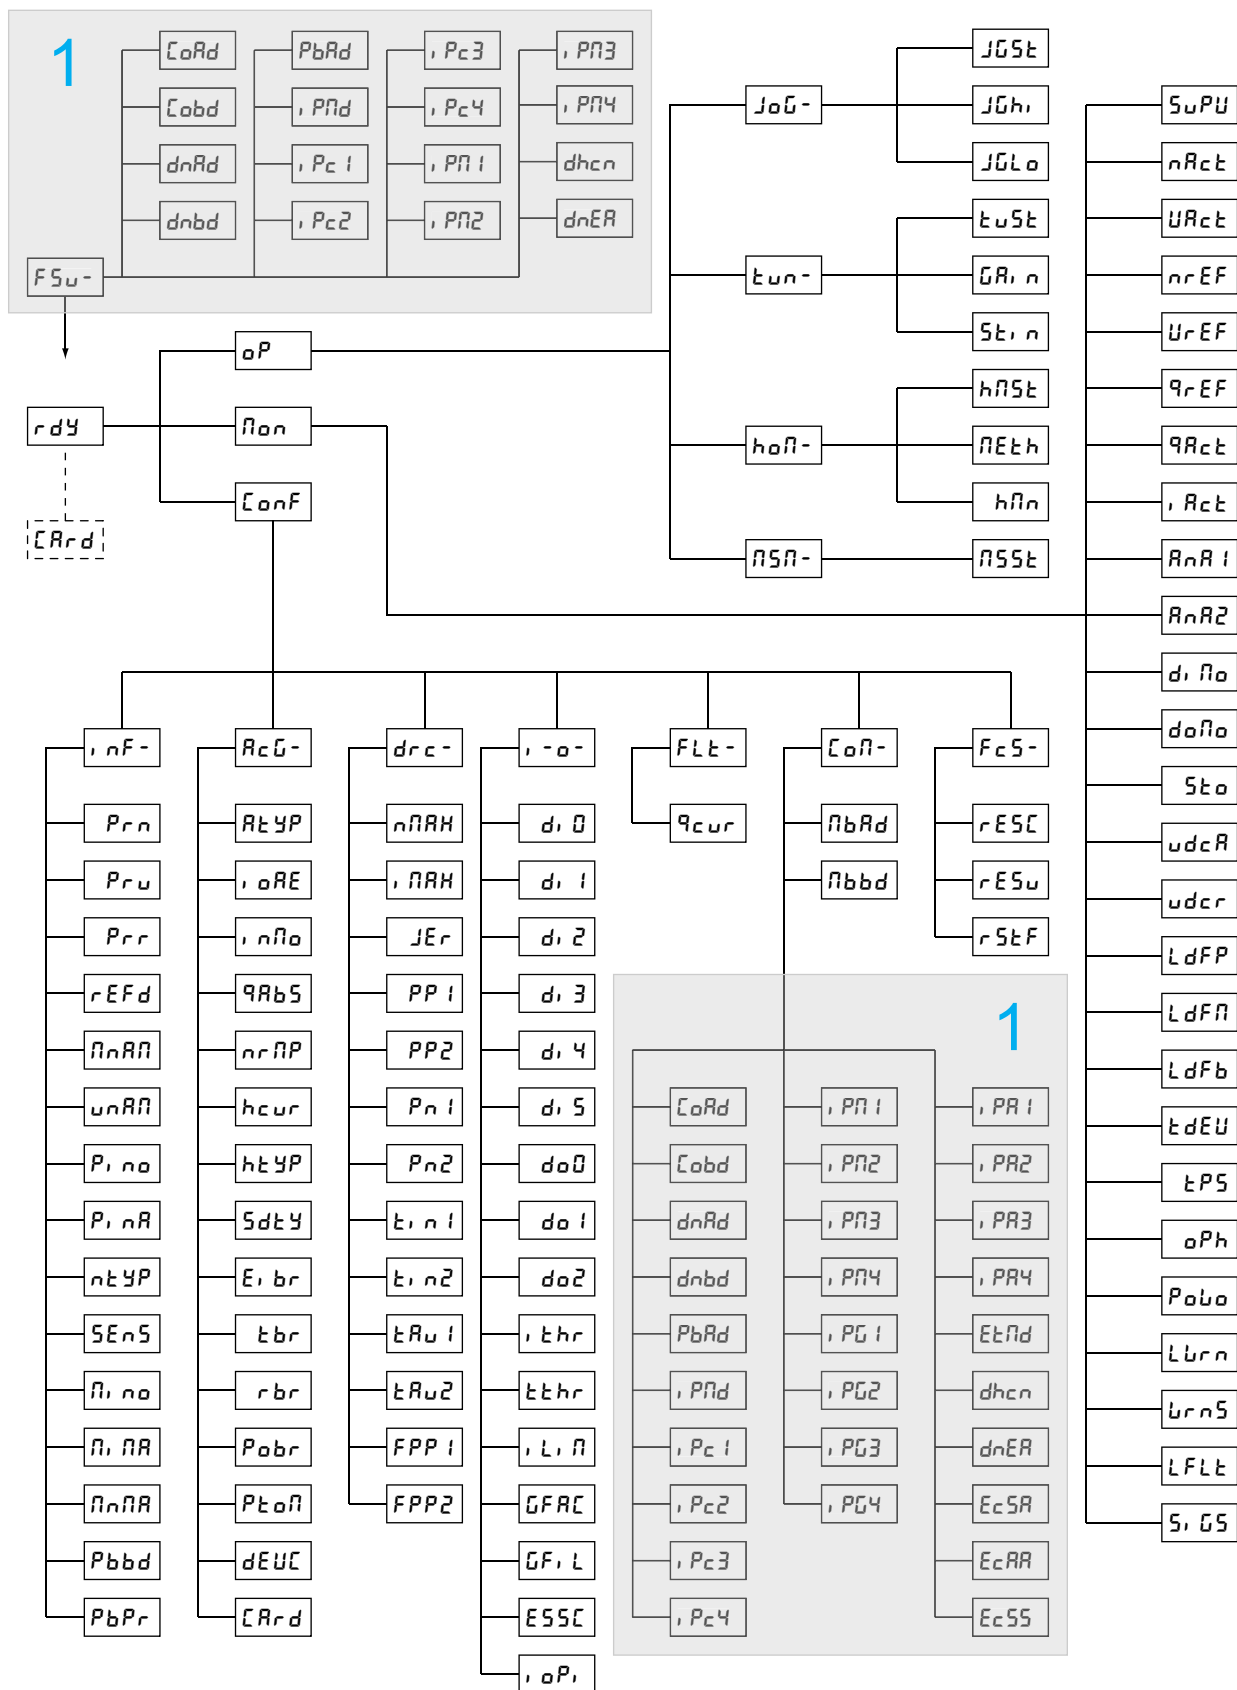 1
CoAd
Cobd
dnAd
dnbd
PbAd
iPMd
iPc1
iPc2
iPc3
iPc4
iPM1
iPM2
iPM3
iPM4
dhcn
dnEA
FSu-
rdY
CArd
oP
Mon
ConF
JoG-
JGSt
JGhi
JGLo
tun-
tuSt
GAin
Stin
hoM-
hMSt
MEth
hMn
MSM-
MSSt
SuPV
nAct
VAct
nrEF
VrEF
qrEF
qAct
iAct
AnA1
AnA2
diMo
doMo
Sto
udcA
udcr
LdFP
LdFM
LdFb
tdEV
tPS
oPh
PoWo
LWrn
WrnS
LFLt
SiGS
inF-
Prn
Pru
Prr
rEFd
MnAM
unAM
Pino
PinA
ntYP
SEnS
Mino
MiMA
MnMA
Pbbd
PbPr
AcG-
AtYP
ioAE
inMo
qAbS
nrMP
hcur
htYP
SdtY
Eibr
tbr
rbr
Pobr
PtoM
dEVC
CArd
drc-
nMAX
iMAX
JEr
PP1
PP2
Pn1
Pn2
tin1
tin2
tAu1
tAu2
FPP1
FPP2
i-o-
di0
di1
di2
di3
di4
di5
do0
do1
do2
ithr
tthr
iLiM
GFAC
GFiL
ESSC
ioPi
FLt-
qcur
CoM-
MbAd
Mbbd
FcS-
rESC
rESu
rStF
1
CoAd
Cobd
dnAd
dnbd
PbAd
iPMd
iPc1
iPc2
iPc3
iPc4
iPM1
iPM2
iPM3
iPM4
iPG1
iPG2
iPG3
iPG4
iPA1
iPA2
iPA3
iPA4
EtMd
dhcn
dnEA
EcSA
EcAA
EcSS